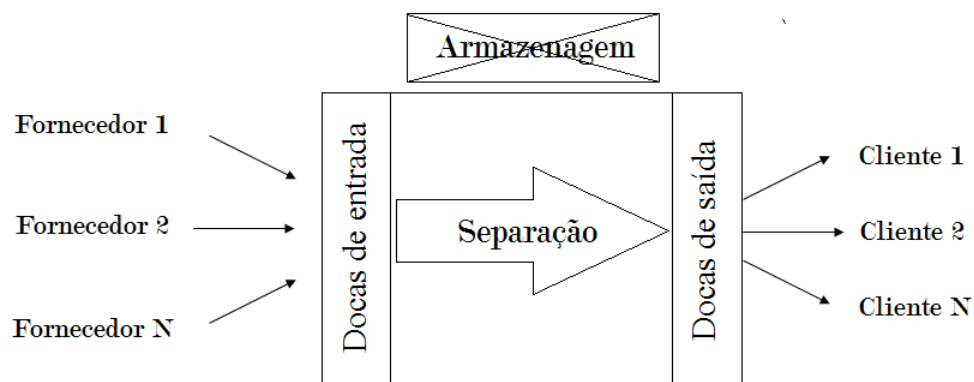 Armazenagem
Fornecedor 1
Fornecedor 2
Fornecedor N
Docas de entrada
Separação
Docas de saída
Cliente 1
Cliente 2
Cliente N